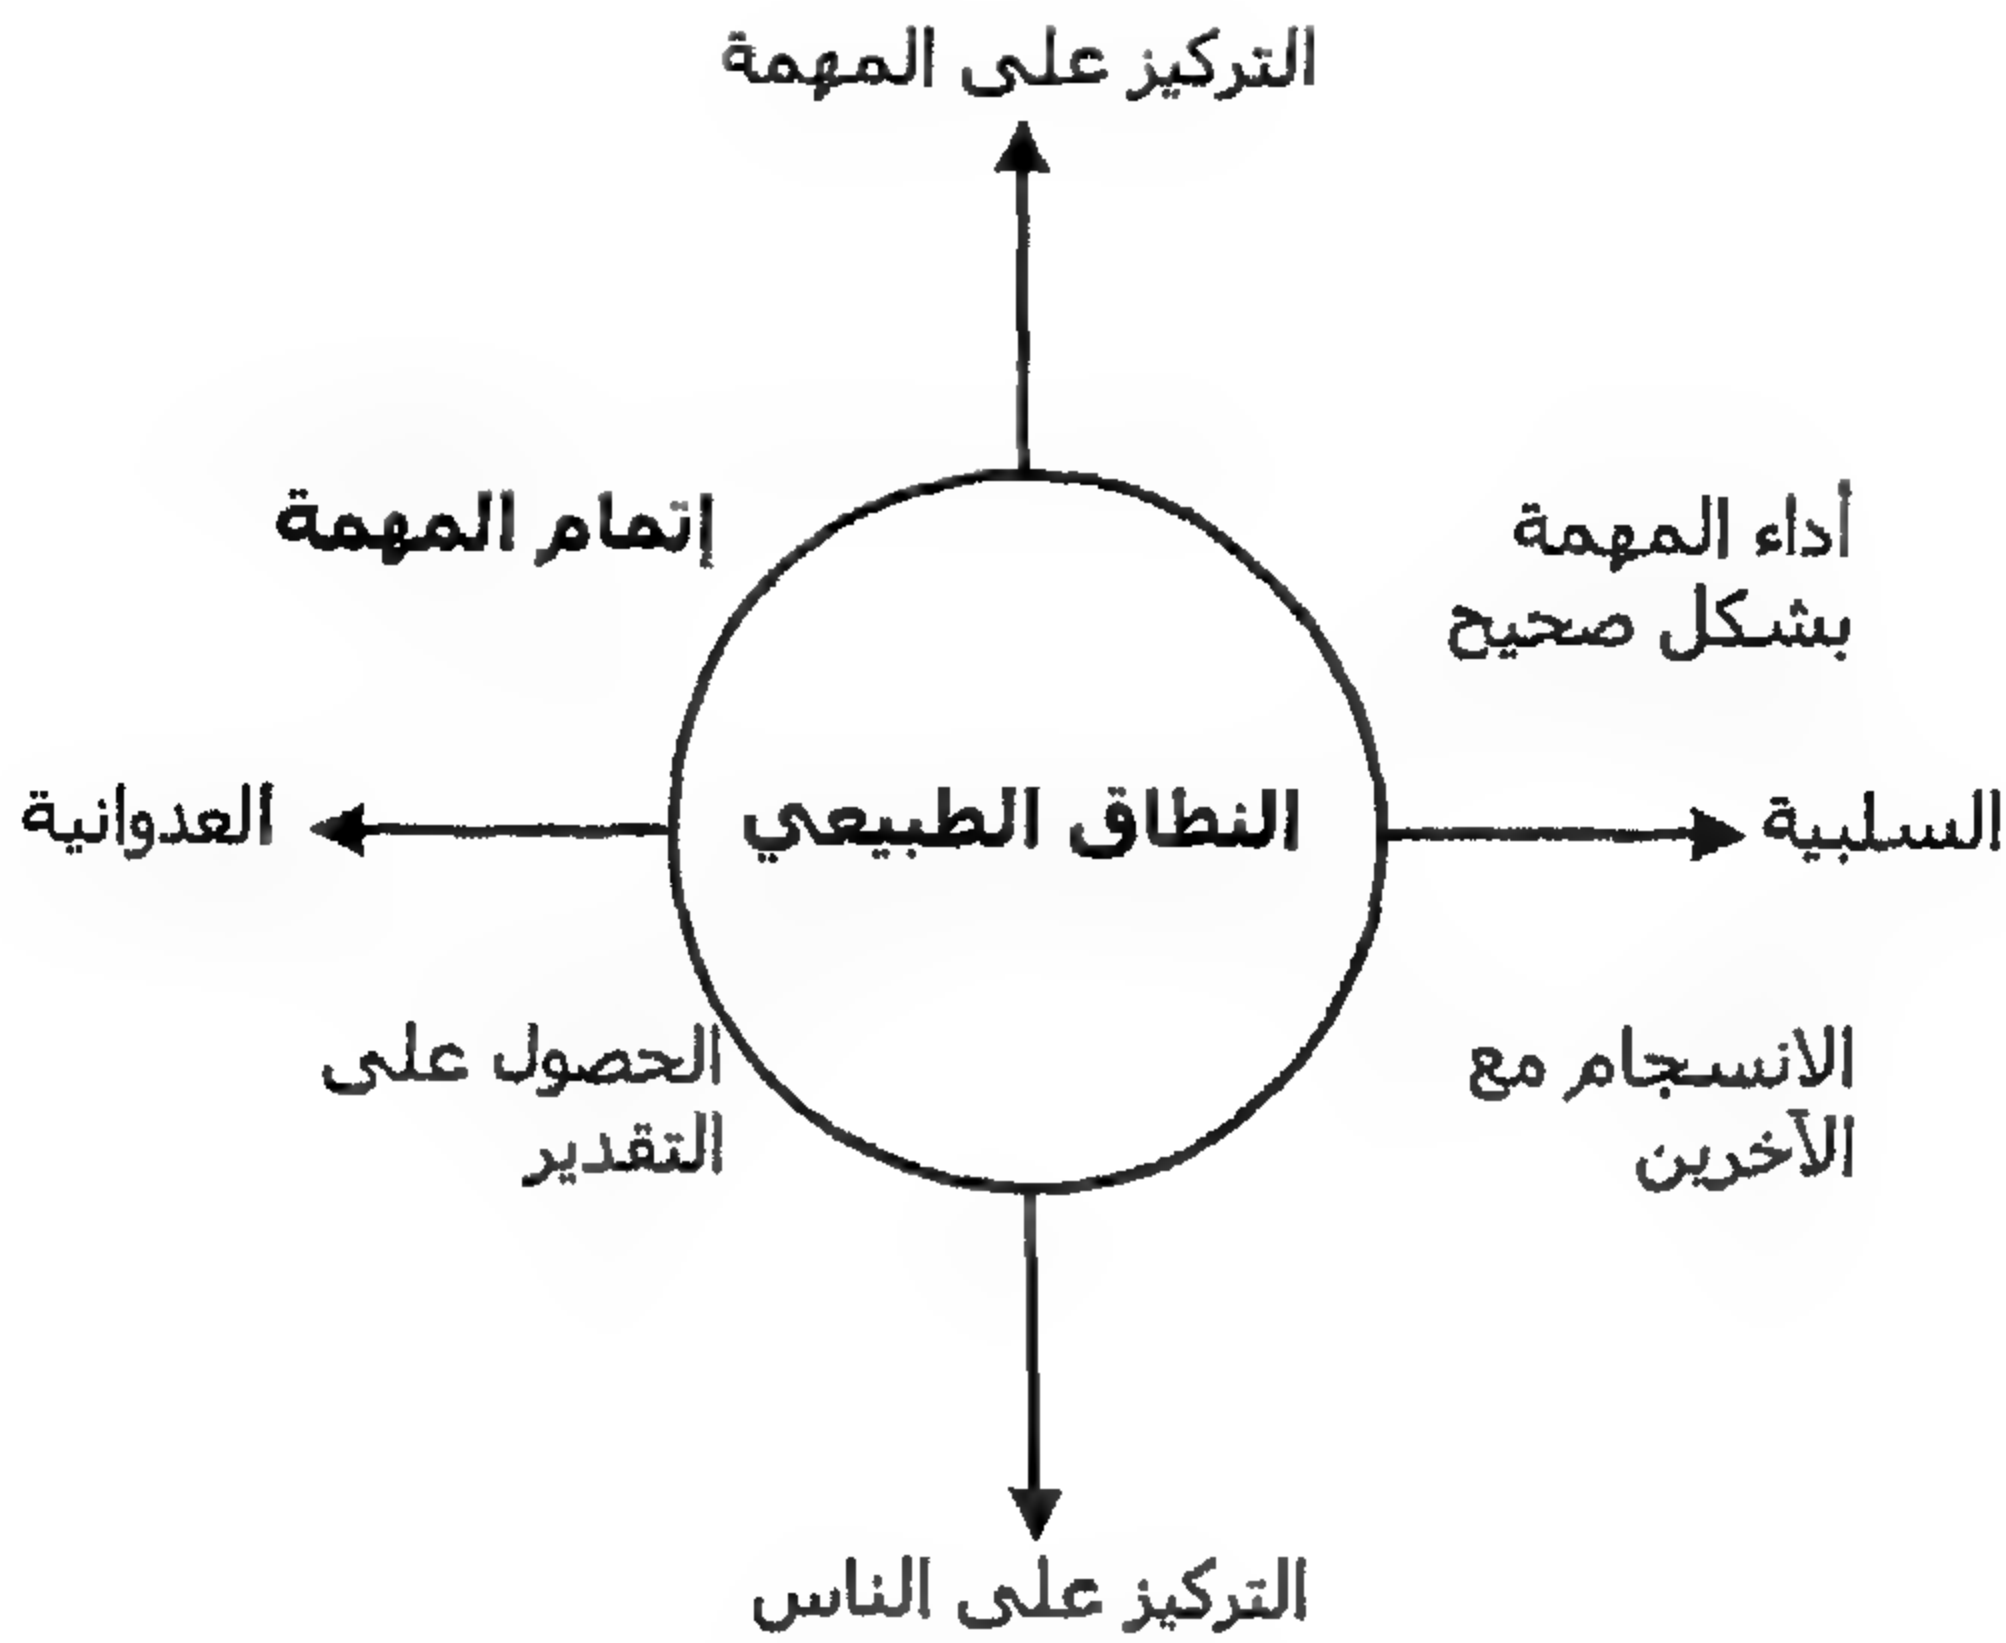 التركيز على المهمة
أداء المهمة
بشكل صحيح
إتمام المهمة
السلبية
النطاق الطبيعي
العدوانية
الانسجام مع
الآخرين
الحصول على
التقدير
التركيز على الناس